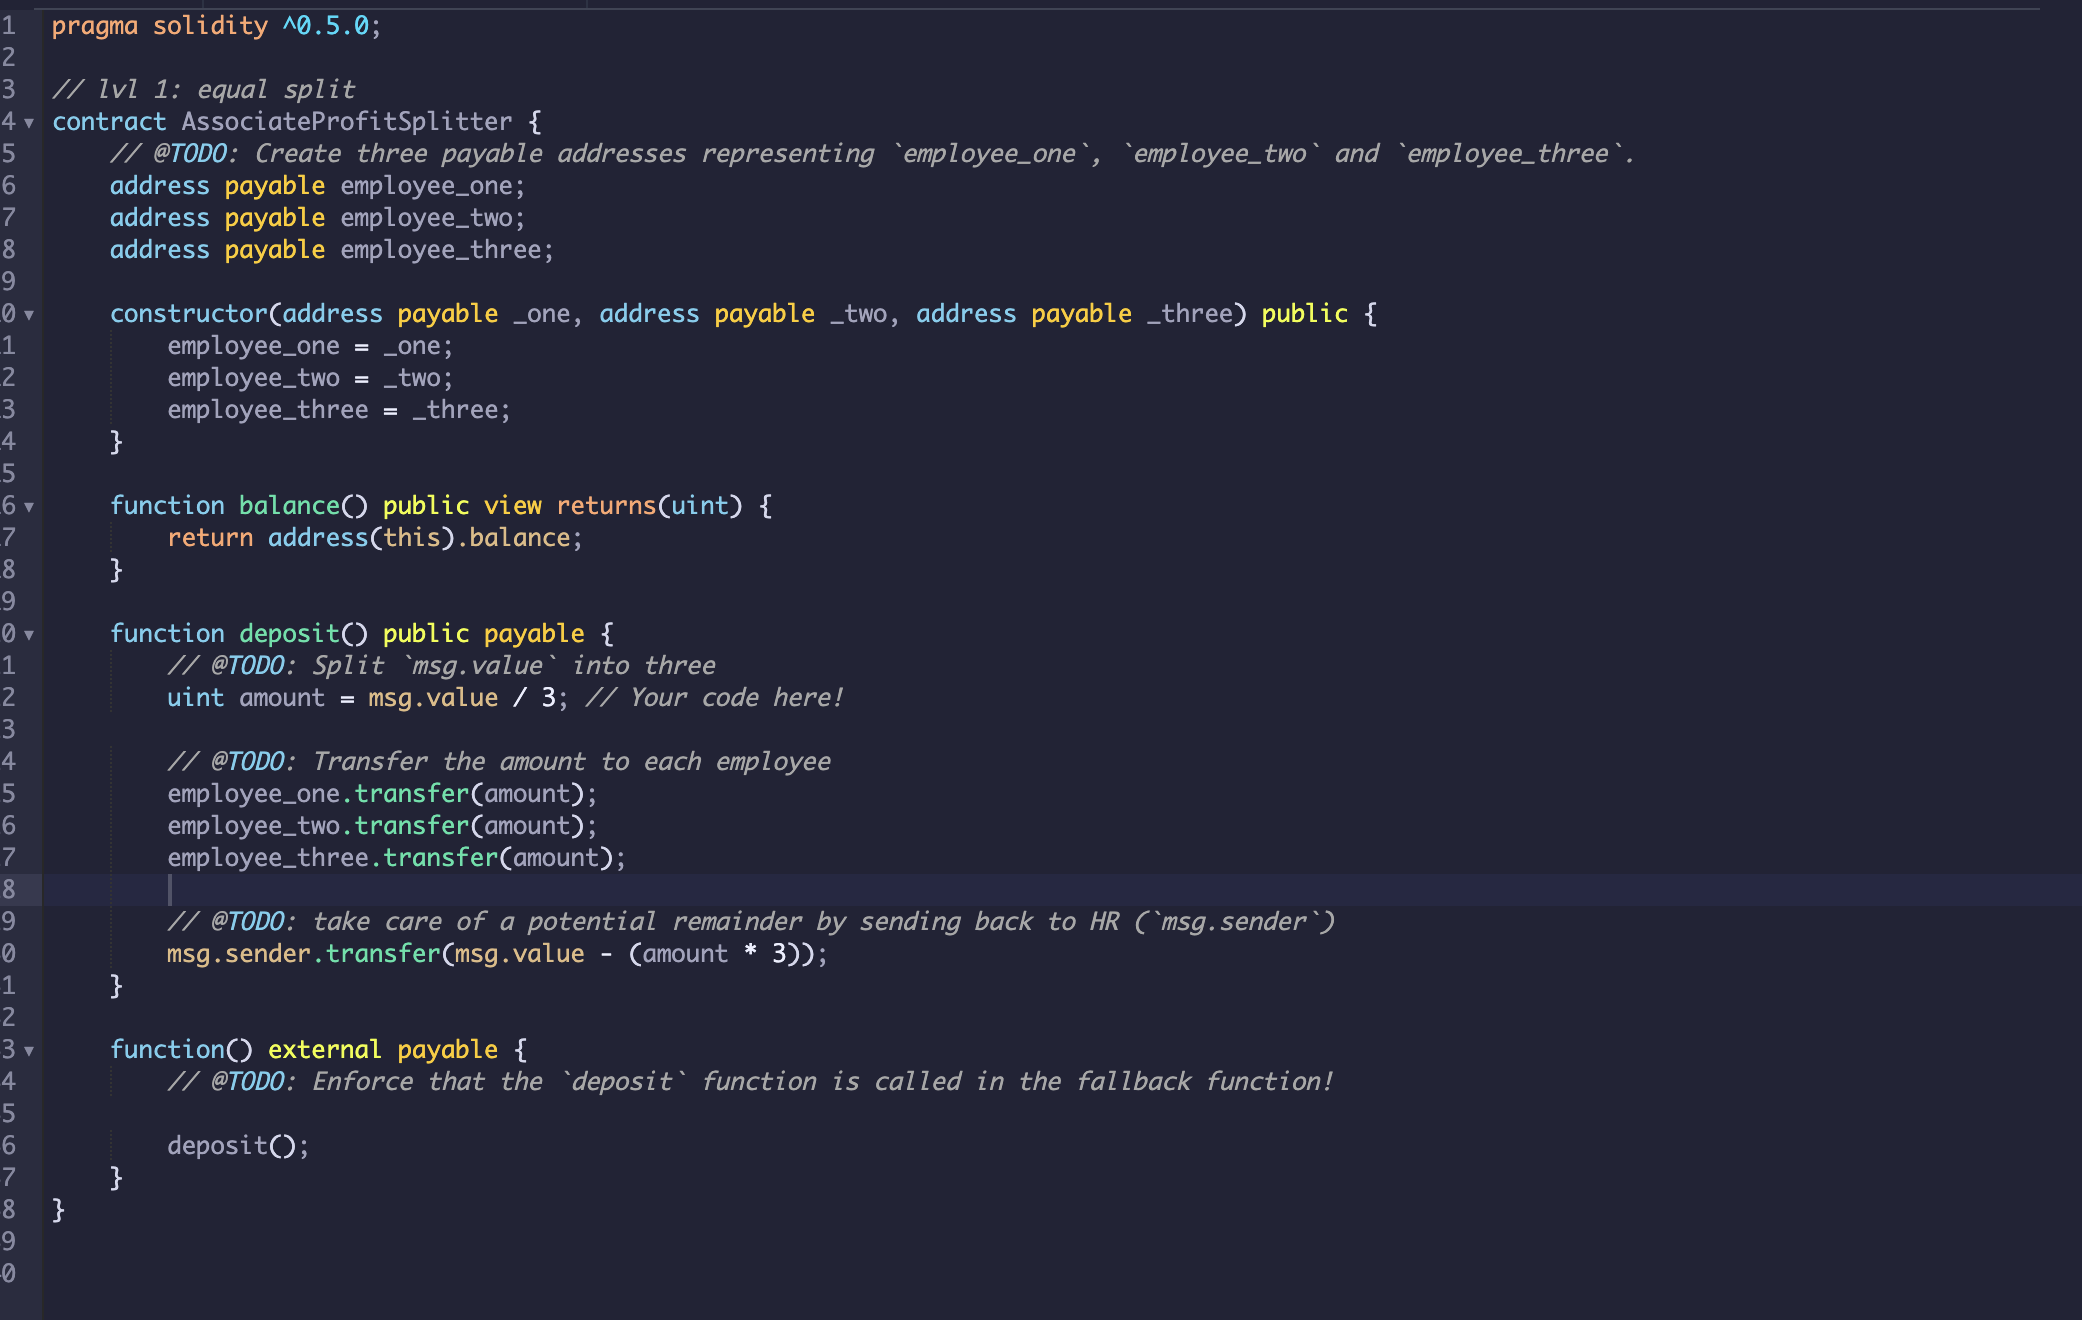 1 pragma solidity ^0.5.0;
2
3 // lvl 1: equal split
4 contract AssociateProfitSplitter {
5 // @TODO: Create three payable addresses representing `employee_one`, `employee_two` and `employee_three`.
6 address payable employee_one;
7 address payable employee_two;
8 address payable employee_three;
9
0 constructor(address payable _one, address payable _two, address payable _three) public {
1 employee_one = _one;
2 employee_two = _two;
3 employee_three = _three;
4 }
5
6 function balance() public view returns(uint) {
7 return address(this).balance;
8 }
9
0 function deposit() public payable {
1 // @TODO: Split `msg.value` into three
2 uint amount = msg.value / 3; // Your code here!
3
4 // @TODO: Transfer the amount to each employee
5 employee_one.transfer(amount);
6 employee_two.transfer(amount);
7 employee_three.transfer(amount);
8
9 // @TODO: take care of a potential remainder by sending back to HR (`msg.sender`)
0 msg.sender.transfer(msg.value - (amount * 3));
1 }
2
3 function() external payable {
4 // @TODO: Enforce that the `deposit` function is called in the fallback function!
5
6 deposit();
7 }
8 }
9
0